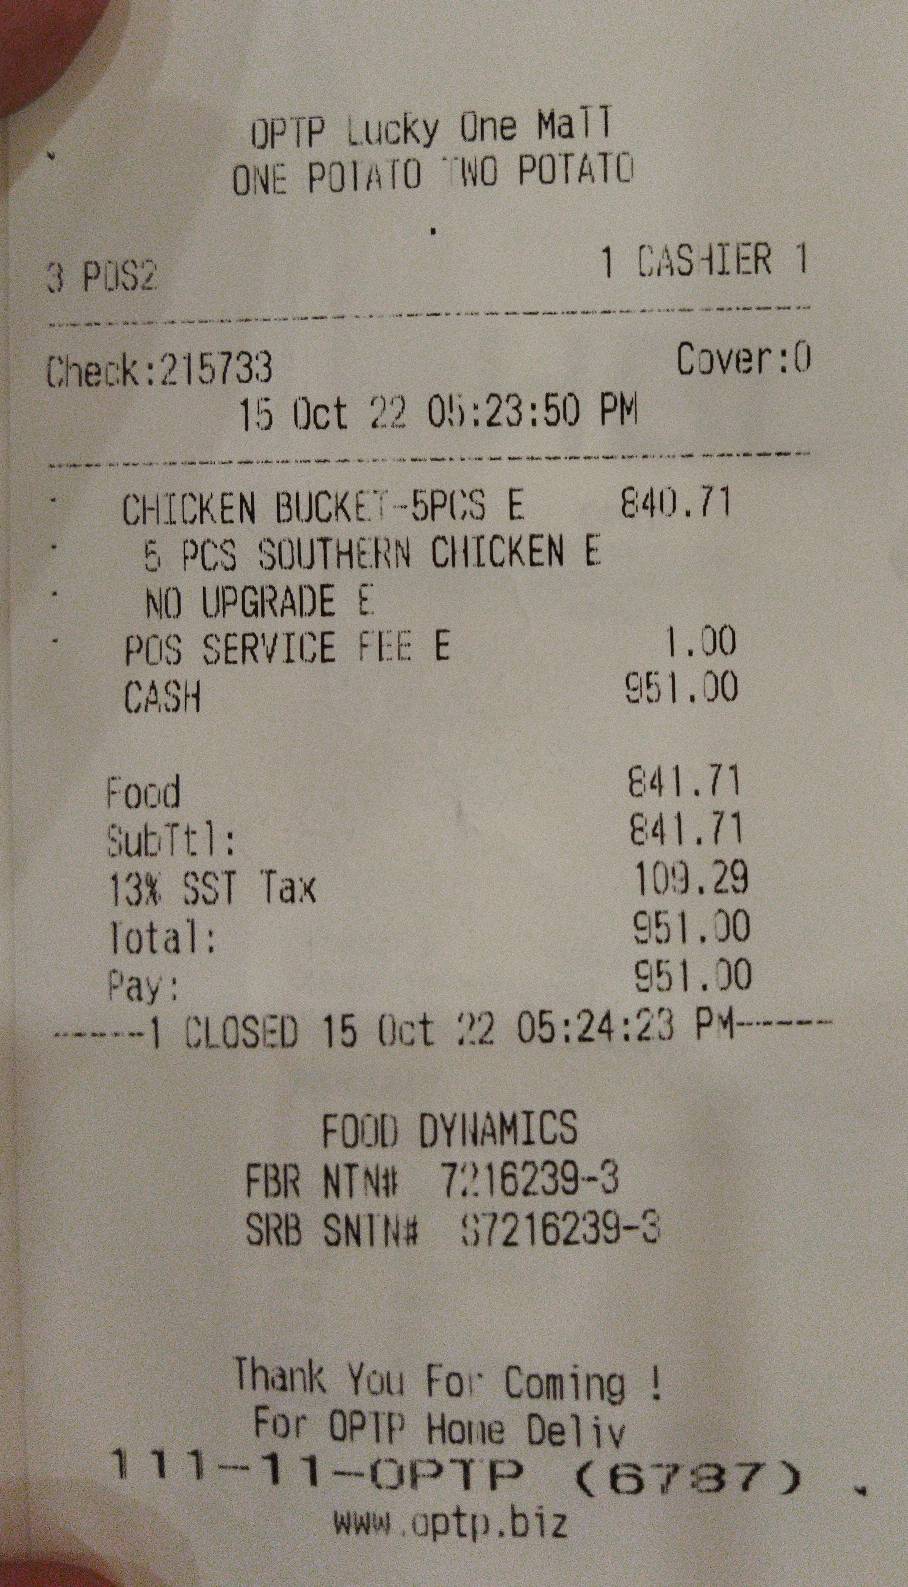 OPTP Lucky One Mall
ONE POTATO TWO POTATO
3 POS2 1 CASHIER 1
Check:215733 Cover:0
15 Oct 22 05:23:50 PM
CHICKEN BUCKET-5PCS E 840.71
5 PCS SOUTHERN CHICKEN E
NO UPGRADE E
POS SERVICE FEE E 1.00
CASH 951.00
Food 841.71
SubTtl: 841.71
13% SST Tax 109.29
Total: 951.00
Pay: 951.00
------1 CLOSED 15 Oct 22 05:24:23 PM------
FOOD DYNAMICS
FBR NTN# 7216239-3
SRB SNTN# S7216239-3
Thank You For Coming !
For OPTP Home Deliv
111-11-OPTP (6787)
www.optp.biz